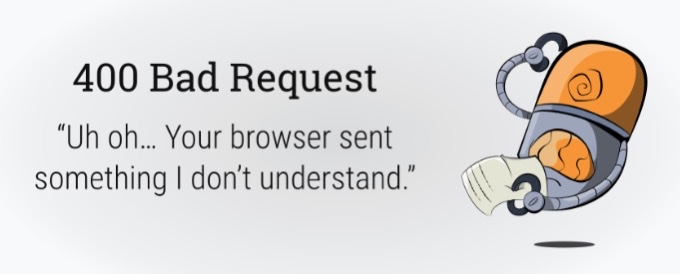 400 Bad Request
“Uh oh... Your browser sent
something I don’t understand.”